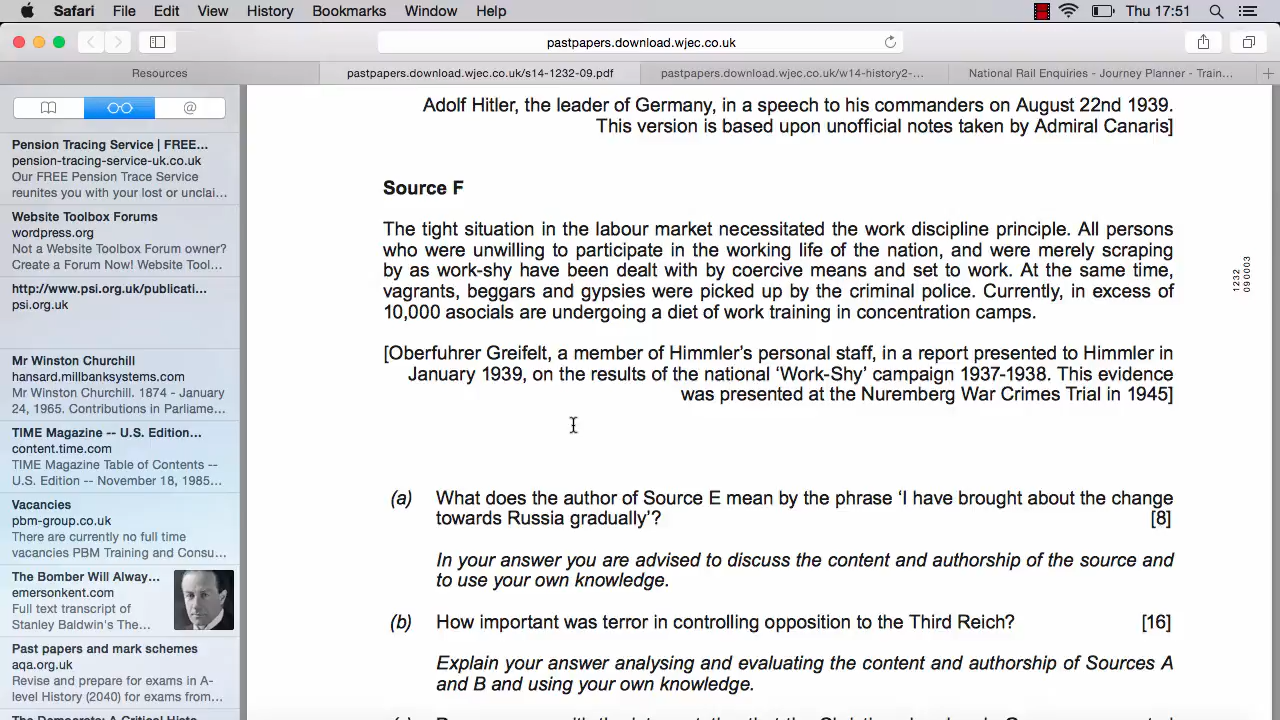 Safari File Edit View History Bookmarks Window Help Thu 17:51
pastpapers.download.wjec.co.uk
Resources
pastpapers.download.wjec.co.uk/s14-1232-09.pdf
pastpapers.download.wjec.co.uk/w14-history2-...
National Rail Enquiries - Journey Planner - Train...
+
@
Pension Tracing Service | FREE...
pension-tracing-service-uk.co.uk
Our FREE Pension Trace Service
reunites you with your lost or unclai...
Website Toolbox Forums
wordpress.org
Not a Website Toolbox Forum owner?
Create a Forum Now! Website Tool...
http://www.psi.org.uk/publicati...
psi.org.uk
Mr Winston Churchill
hansard.millbanksystems.com
Mr Winston Churchill. 1874 - January
24, 1965. Contributions in Parliame...
TIME Magazine -- U.S. Edition...
content.time.com
TIME Magazine Table of Contents --
U.S. Edition -- November 18, 1985...
Vacancies
pbm-group.co.uk
There are currently no full time
vacancies PBM Training and Consu...
The Bomber Will Alway...
emersonkent.com
Full text transcript of
Stanley Baldwin's The...
Past papers and mark schemes
aqa.org.uk
Revise and prepare for exams in A-
level History (2040) for exams from...
The Democrats: A Critical Histo...
Adolf Hitler, the leader of Germany, in a speech to his commanders on August 22nd 1939.
This version is based upon unofficial notes taken by Admiral Canaris]
Source F
The tight situation in the labour market necessitated the work discipline principle. All persons
who were unwilling to participate in the working life of the nation, and were merely scraping
by as work-shy have been dealt with by coercive means and set to work. At the same time,
vagrants, beggars and gypsies were picked up by the criminal police. Currently, in excess of
10,000 asocials are undergoing a diet of work training in concentration camps.
[Oberfuhrer Greifelt, a member of Himmler's personal staff, in a report presented to Himmler in
January 1939, on the results of the national 'Work-Shy' campaign 1937-1938. This evidence
was presented at the Nuremberg War Crimes Trial in 1945]
1232
090003
(a) What does the author of Source E mean by the phrase 'I have brought about the change
towards Russia gradually'? [8]
In your answer you are advised to discuss the content and authorship of the source and
to use your own knowledge.
(b) How important was terror in controlling opposition to the Third Reich? [16]
Explain your answer analysing and evaluating the content and authorship of Sources A
and B and using your own knowledge.